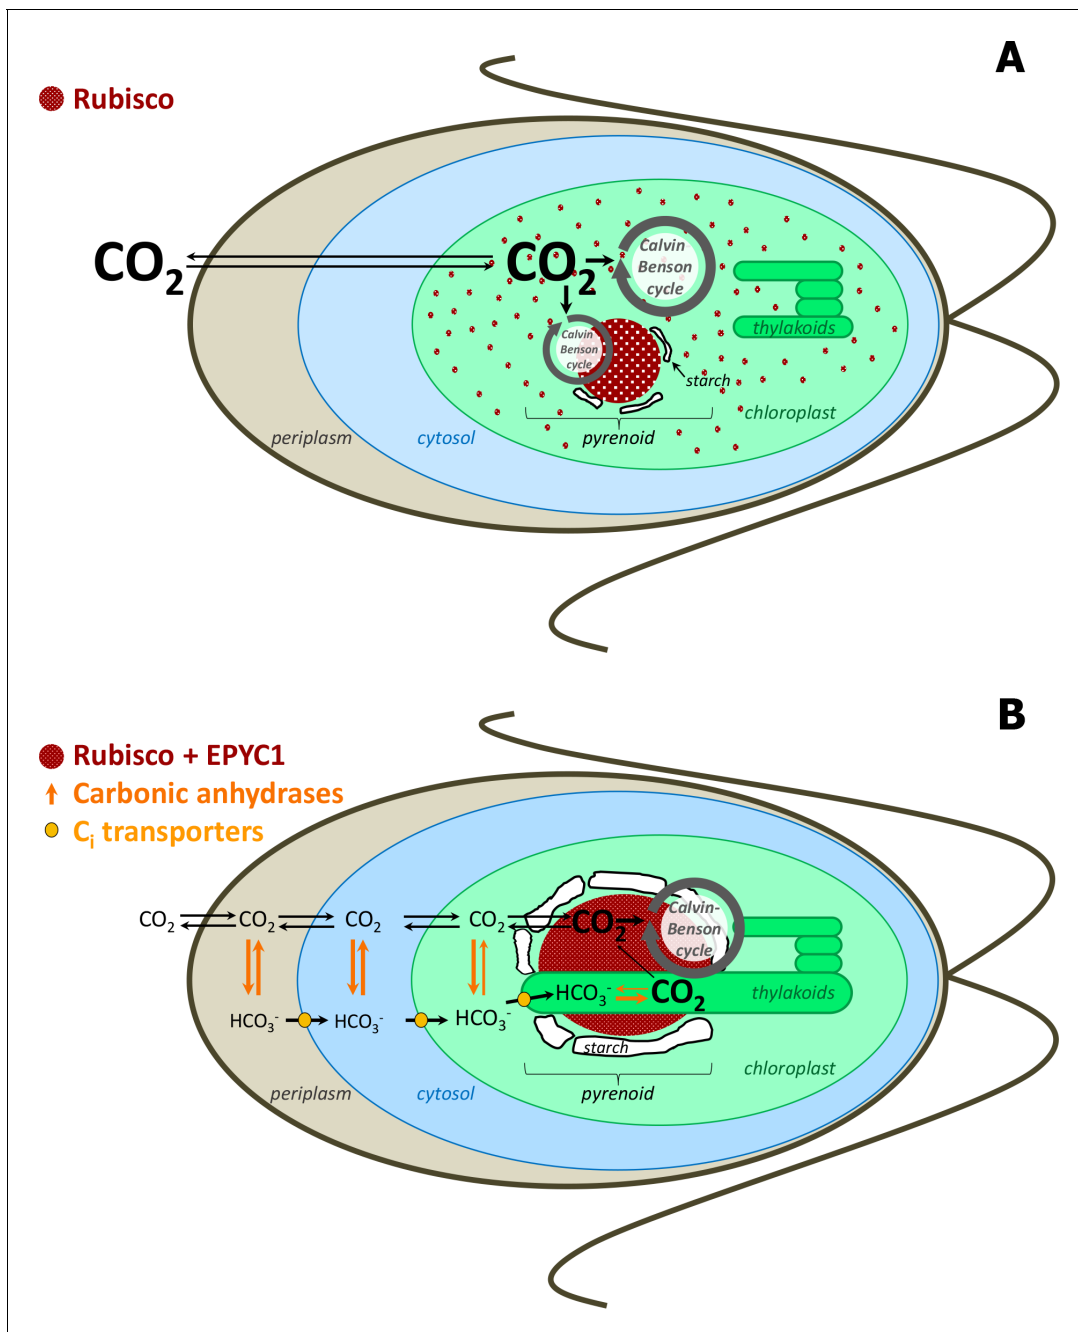 A
Rubisco
CO₂
CO₂
Calvin
Benson
cycle
thylakoids
Calvin
Benson
cycle
starch
chloroplast
periplasm
cytosol
pyrenoid
B
Rubisco + EPYC1
Carbonic anhydrases
Cᵢ transporters
CO₂
CO₂
CO₂
CO₂
CO₂
Calvin-
Benson
cycle
HCO₃⁻
CO₂
thylakoids
HCO₃⁻
HCO₃⁻
HCO₃⁻
starch
chloroplast
periplasm
cytosol
pyrenoid